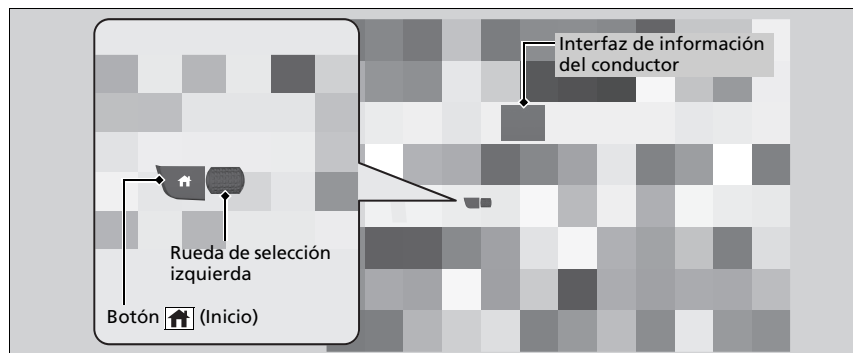 Interfaz de información
del conductor
Rueda de selección
izquierda
Botón (Inicio)